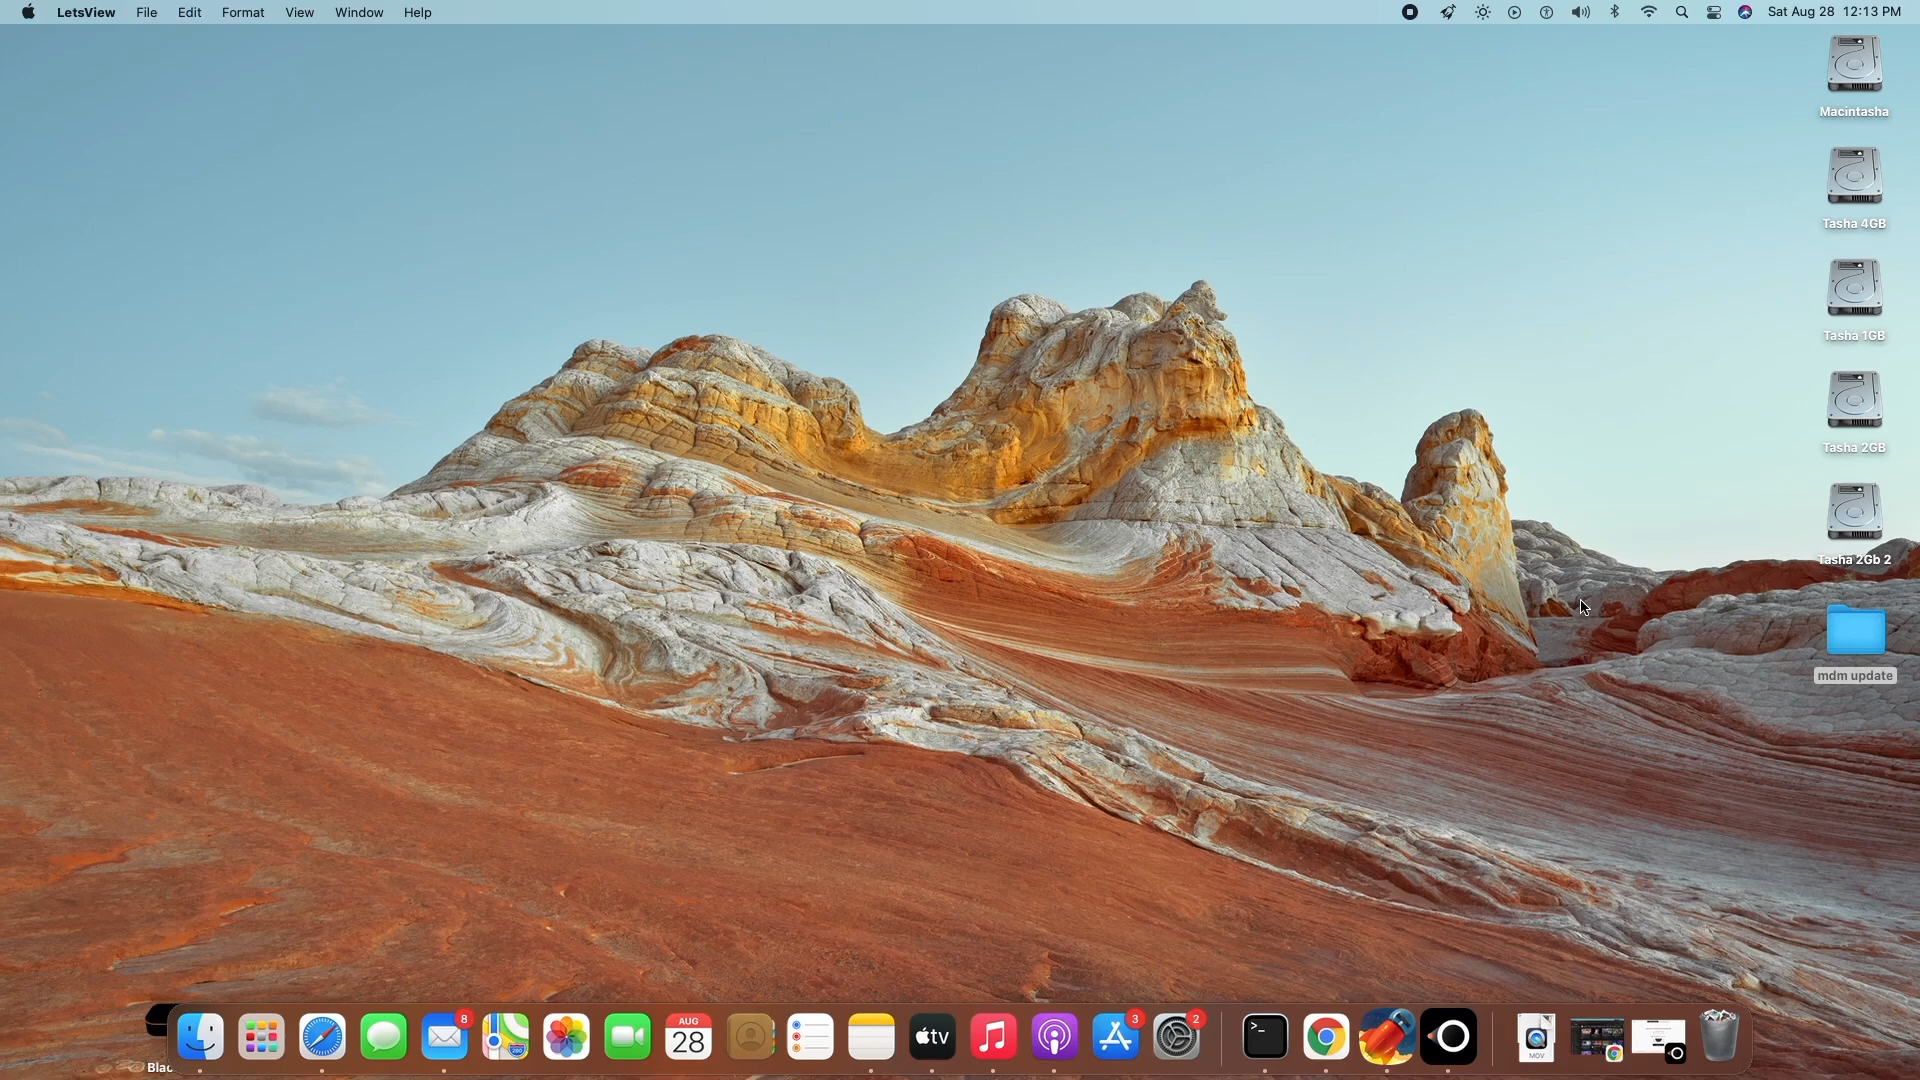 LetsView File Edit Format View Window Help Sat Aug 28 12:13 PM
Macintasha
Tasha 4GB
Tasha 1GB
Tasha 2GB
Tasha 2Gb 2
mdm update
8
AUG
28
280
tv
3
2
>_
MOV
Blac